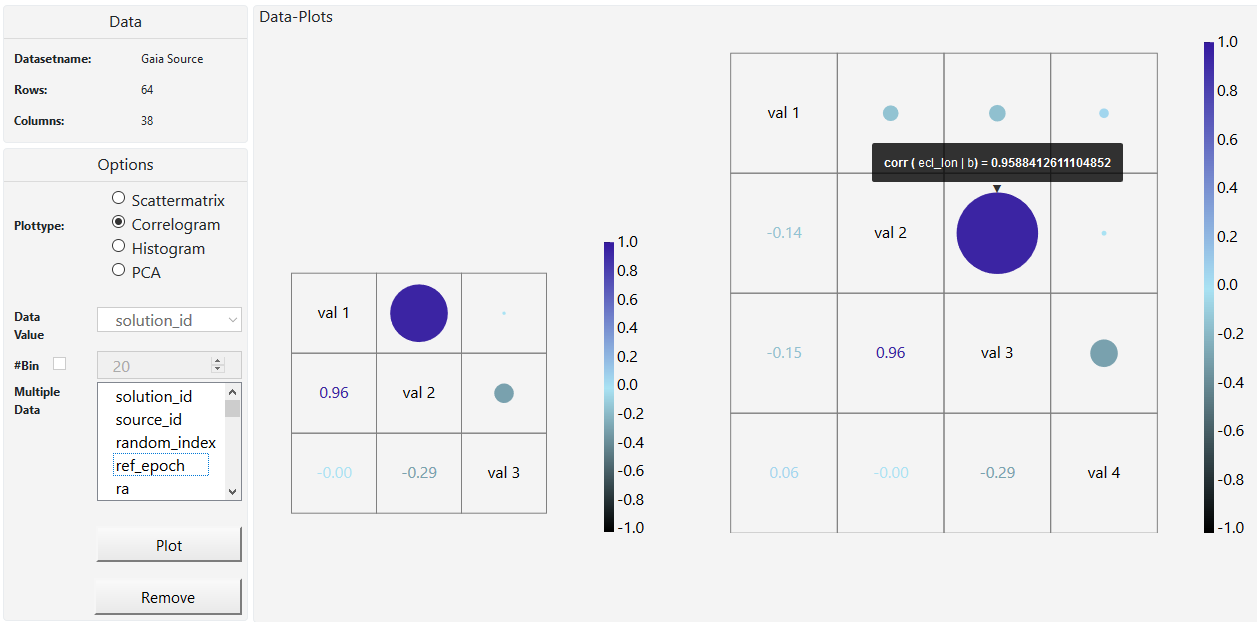 Data
Datasetname: Gaia Source
Rows: 64
Columns: 38
Options
Plottype:
Scattermatrix
Correlogram
Histogram
PCA
Data
Value
solution_id
#Bin
20
Multiple
Data
solution_id
source_id
random_index
ref_epoch
ra
Plot
Remove
Data-Plots
val 1
0.96 val 2
-0.00 -0.29 val 3
1.0
0.8
0.6
0.4
0.2
0.0
-0.2
-0.4
-0.6
-0.8
-1.0
val 1
corr ( ecl_lon | b) = 0.9588412611104852
-0.14 val 2
-0.15 0.96 val 3
0.06 -0.00 -0.29 val 4
1.0
0.8
0.6
0.4
0.2
0.0
-0.2
-0.4
-0.6
-0.8
-1.0